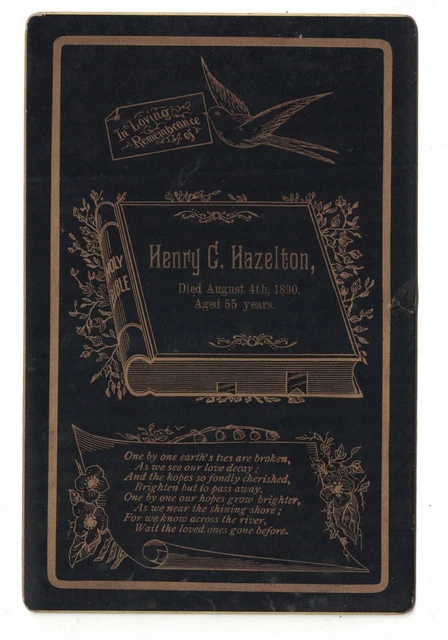 In Loving
Remembrance
of
HOLY
BIBLE
Henry C. Hazelton,
Died August 4th, 1890.
Aged 55 years.
One by one earth's ties are broken,
As we see our love decay;
And the hopes so fondly cherished,
Brighten but to pass away.
One by one our hopes grow brighter,
As we near the shining shore;
For we know across the river,
Wait the loved ones gone before.